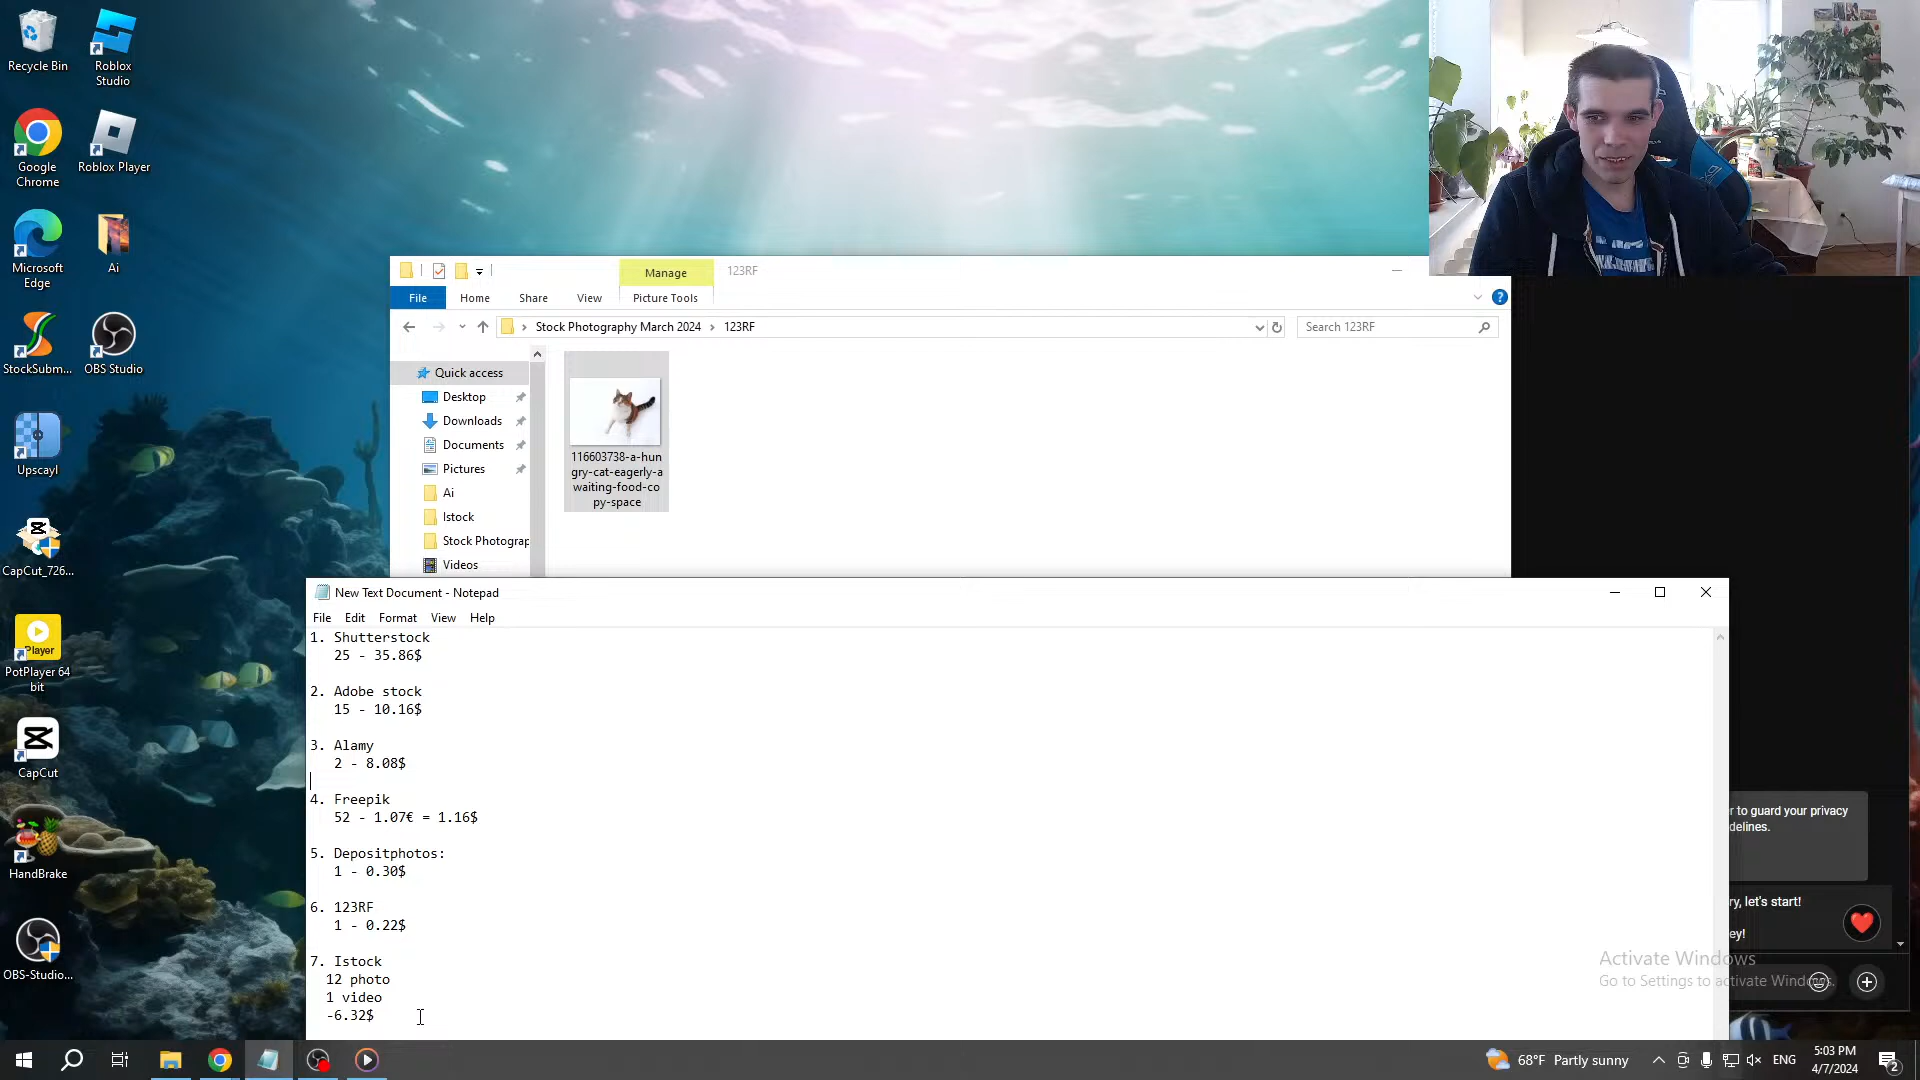 Recycle Bin
Roblox Studio
Google Chrome
Roblox Player
Microsoft Edge
Ai
StockSubm...
OBS Studio
Upscayl
CapCut_726...
Player
PotPlayer 64 bit
CapCut
HandBrake
OBS-Studio...
Manage
123RF
File Home Share View Picture Tools
Stock Photography March 2024 > 123RF
Search 123RF
Quick access
Desktop
Downloads
Documents
Pictures
Ai
Istock
Stock Photograp
Videos
116603738-a-hun
gry-cat-eagerly-a
waiting-food-co
py-space
New Text Document - Notepad
File Edit Format View Help
1. Shutterstock
25 - 35.86$
2. Adobe stock
15 - 10.16$
3. Alamy
2 - 8.08$
4. Freepik
52 - 1.07€ = 1.16$
5. Depositphotos:
1 - 0.30$
6. 123RF
1 - 0.22$
7. Istock
12 photo
1 video
-6.32$
r to guard your privacy
delines.
ry, let's start!
ey!
Activate Windows
Go to Settings to activate Windows.
68°F Partly sunny
ENG
5:03 PM
4/7/2024
2